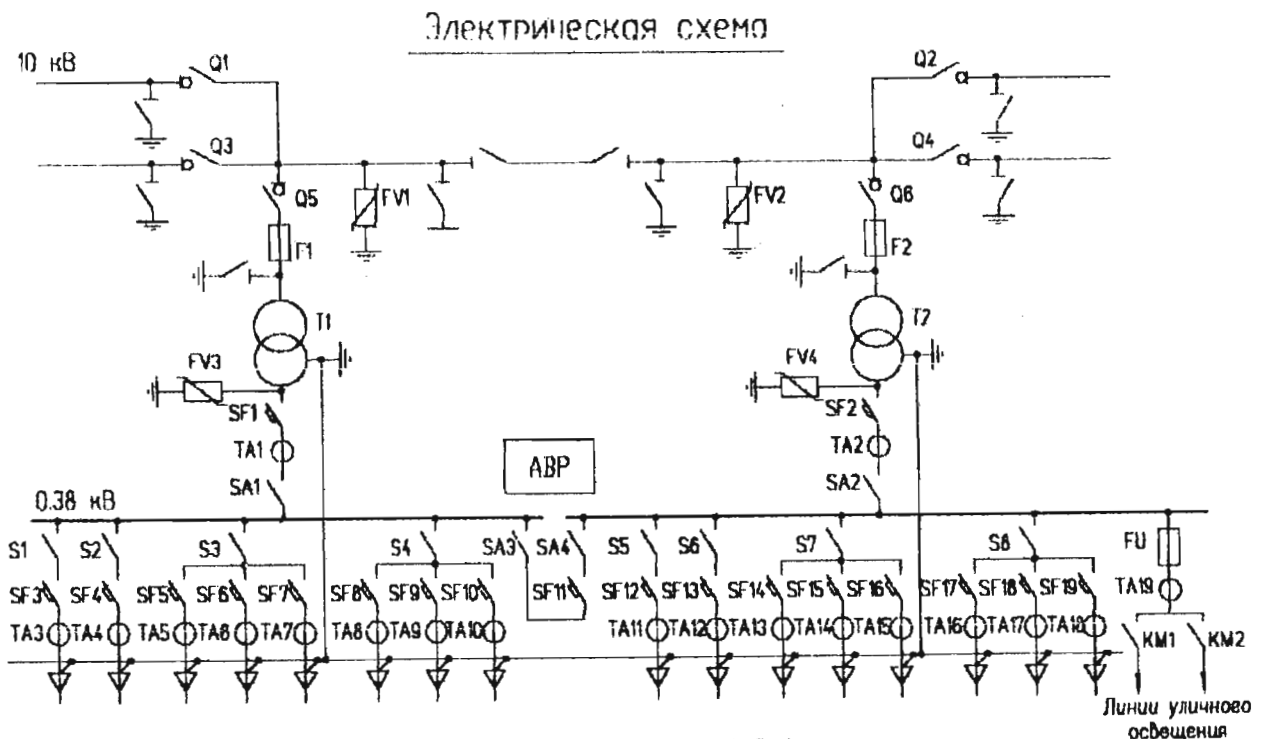 Электрическая схема
10 кВ
Q1
Q2
Q3
Q4
Q5
FV1
FV2
Q6
F1
F2
T1
T2
FV3
FV4
SF1
SF2
TA1
TA2
АВР
SA1
SA2
0.38 кВ
S1
S2
S3
S4
SA3
SA4
S5
S6
S7
S8
FU
SF3
SF4
SF5
SF6
SF7
SF8
SF9
SF10
SF11
SF12
SF13
SF14
SF15
SF16
SF17
SF18
SF19
TA19
TA3
TA4
TA5
TA6
TA7
TA8
TA9
TA10
TA11
TA12
TA13
TA14
TA15
TA16
TA17
TA18
KM1
KM2
Линии уличного
освещения